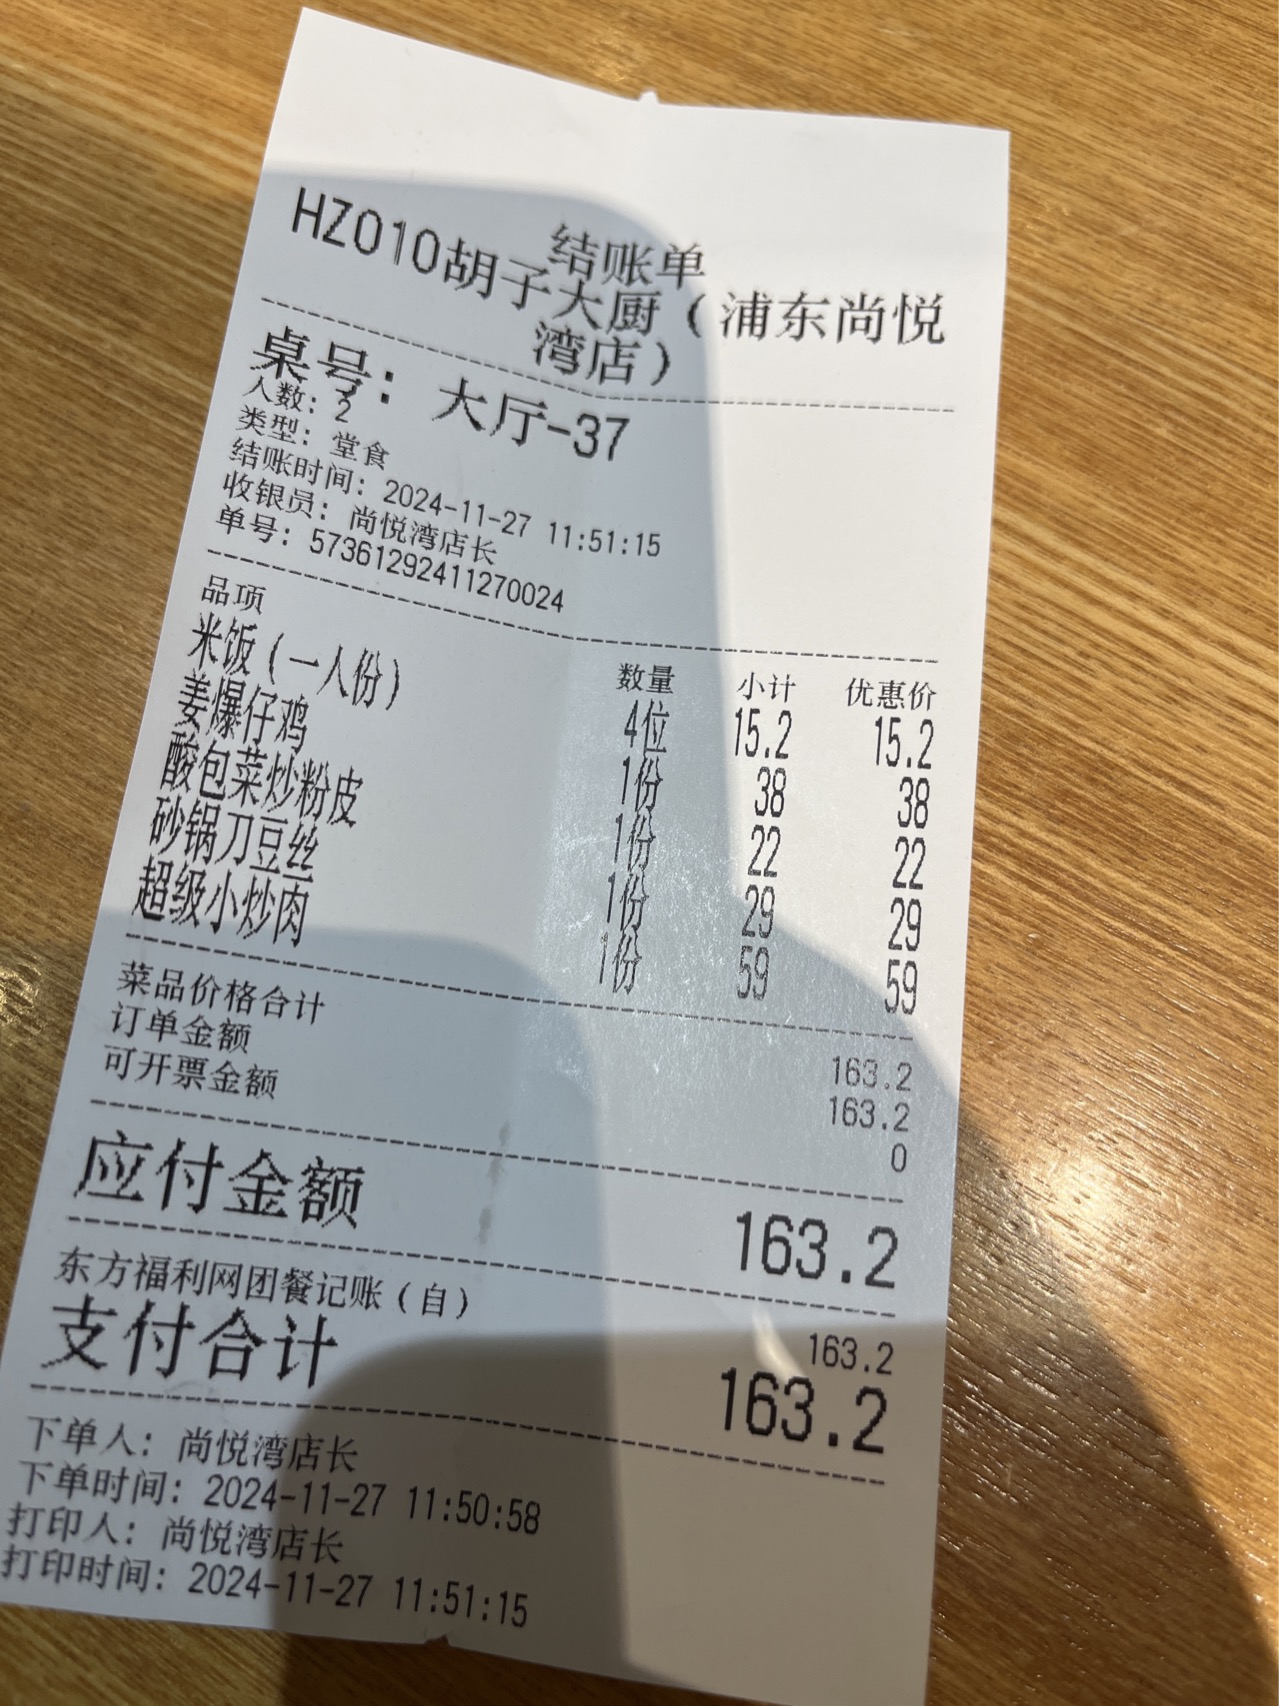 结账单
HZ010胡子大厨（浦东尚悦
湾店）
桌号：大厅-37
人数：2
类型：堂食
结账时间：2024-11-27 11:51:15
收银员：尚悦湾店长
单号：57361292411270024
品项 数量 小计 优惠价
米饭（一人份） 4位 15.2 15.2
姜爆仔鸡 1份 38 38
酸包菜炒粉皮 1份 22 22
砂锅刀豆丝 1份 29 29
超级小炒肉 1份 59 59
菜品价格合计 163.2
订单金额 163.2
可开票金额 0
应付金额 163.2
东方福利网团餐记账（自） 163.2
支付合计 163.2
下单人：尚悦湾店长
下单时间：2024-11-27 11:50:58
打印人：尚悦湾店长
打印时间：2024-11-27 11:51:15